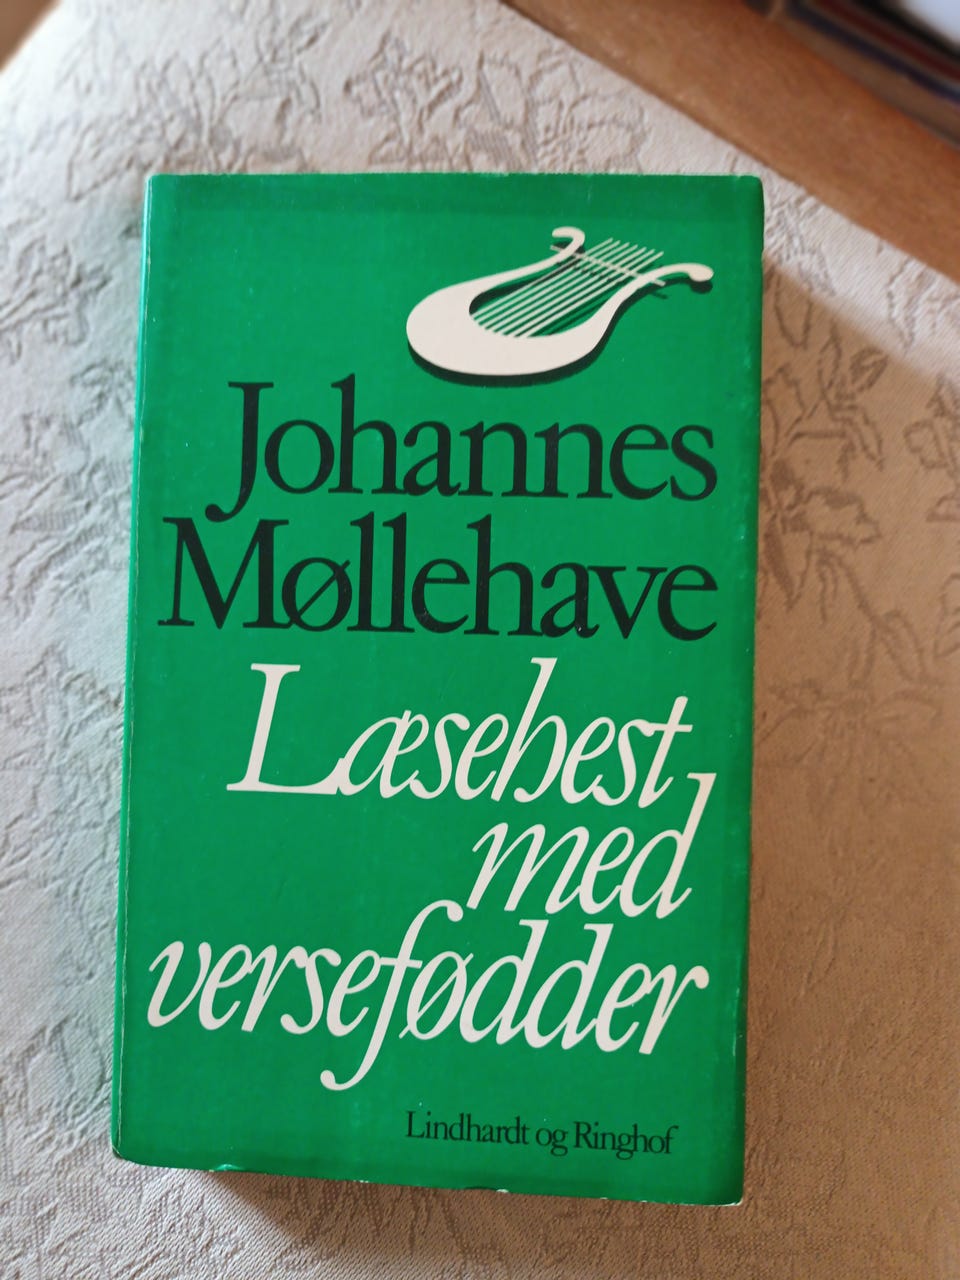 Johannes
Møllehave
Læsehest
med
versefødder
Lindhardt og Ringhof